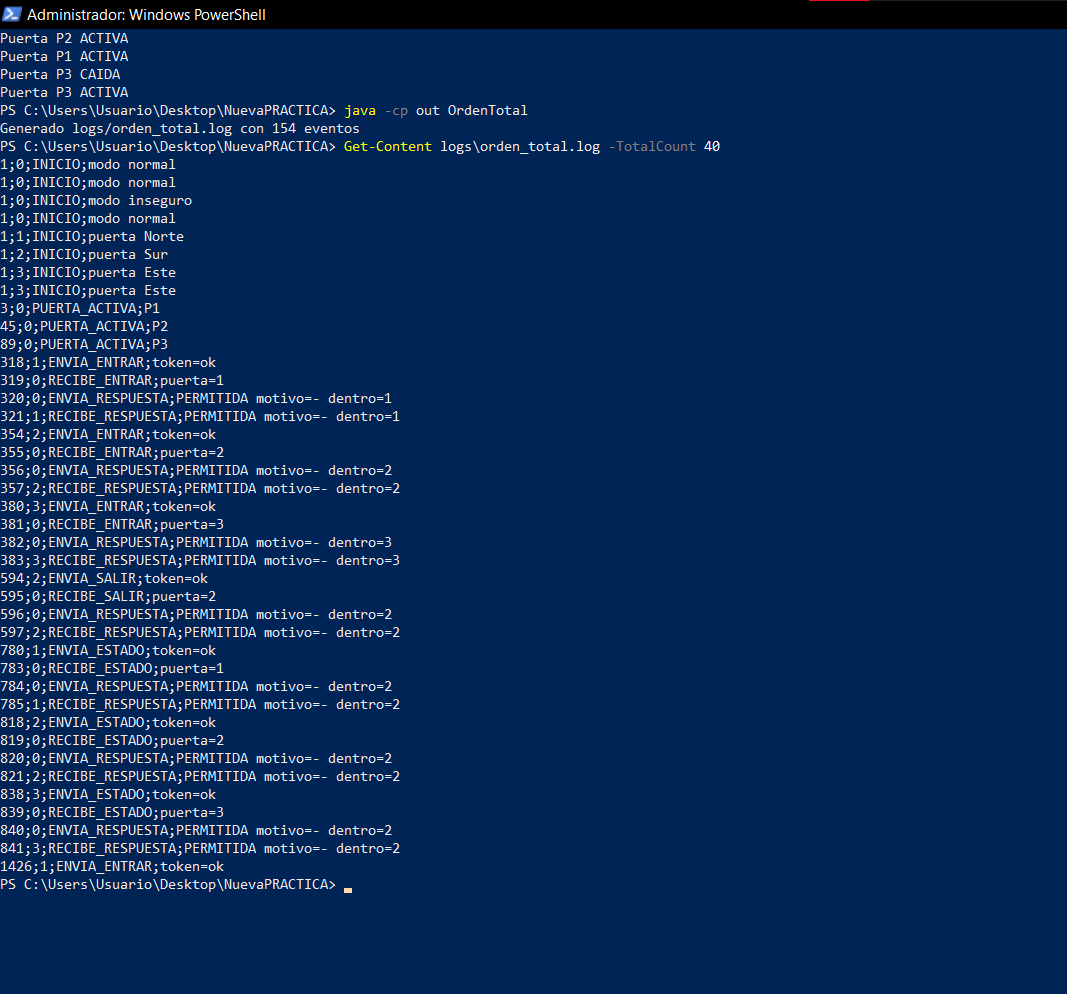 Administrador: Windows PowerShell
Puerta P2 ACTIVA
Puerta P1 ACTIVA
Puerta P3 CAIDA
Puerta P3 ACTIVA
PS C:\Users\Usuario\Desktop\NuevaPRACTICA> java -cp out OrdenTotal
Generado logs/orden_total.log con 154 eventos
PS C:\Users\Usuario\Desktop\NuevaPRACTICA> Get-Content logs\orden_total.log -TotalCount 40
1;0;INICIO;modo normal
1;0;INICIO;modo normal
1;0;INICIO;modo inseguro
1;0;INICIO;modo normal
1;1;INICIO;puerta Norte
1;2;INICIO;puerta Sur
1;3;INICIO;puerta Este
1;3;INICIO;puerta Este
3;0;PUERTA_ACTIVA;P1
45;0;PUERTA_ACTIVA;P2
89;0;PUERTA_ACTIVA;P3
318;1;ENVIA_ENTRAR;token=ok
319;0;RECIBE_ENTRAR;puerta=1
320;0;ENVIA_RESPUESTA;PERMITIDA motivo=- dentro=1
321;1;RECIBE_RESPUESTA;PERMITIDA motivo=- dentro=1
354;2;ENVIA_ENTRAR;token=ok
355;0;RECIBE_ENTRAR;puerta=2
356;0;ENVIA_RESPUESTA;PERMITIDA motivo=- dentro=2
357;2;RECIBE_RESPUESTA;PERMITIDA motivo=- dentro=2
380;3;ENVIA_ENTRAR;token=ok
381;0;RECIBE_ENTRAR;puerta=3
382;0;ENVIA_RESPUESTA;PERMITIDA motivo=- dentro=3
383;3;RECIBE_RESPUESTA;PERMITIDA motivo=- dentro=3
594;2;ENVIA_SALIR;token=ok
595;0;RECIBE_SALIR;puerta=2
596;0;ENVIA_RESPUESTA;PERMITIDA motivo=- dentro=2
597;2;RECIBE_RESPUESTA;PERMITIDA motivo=- dentro=2
780;1;ENVIA_ESTADO;token=ok
783;0;RECIBE_ESTADO;puerta=1
784;0;ENVIA_RESPUESTA;PERMITIDA motivo=- dentro=2
785;1;RECIBE_RESPUESTA;PERMITIDA motivo=- dentro=2
818;2;ENVIA_ESTADO;token=ok
819;0;RECIBE_ESTADO;puerta=2
820;0;ENVIA_RESPUESTA;PERMITIDA motivo=- dentro=2
821;2;RECIBE_RESPUESTA;PERMITIDA motivo=- dentro=2
838;3;ENVIA_ESTADO;token=ok
839;0;RECIBE_ESTADO;puerta=3
840;0;ENVIA_RESPUESTA;PERMITIDA motivo=- dentro=2
841;3;RECIBE_RESPUESTA;PERMITIDA motivo=- dentro=2
1426;1;ENVIA_ENTRAR;token=ok
PS C:\Users\Usuario\Desktop\NuevaPRACTICA>